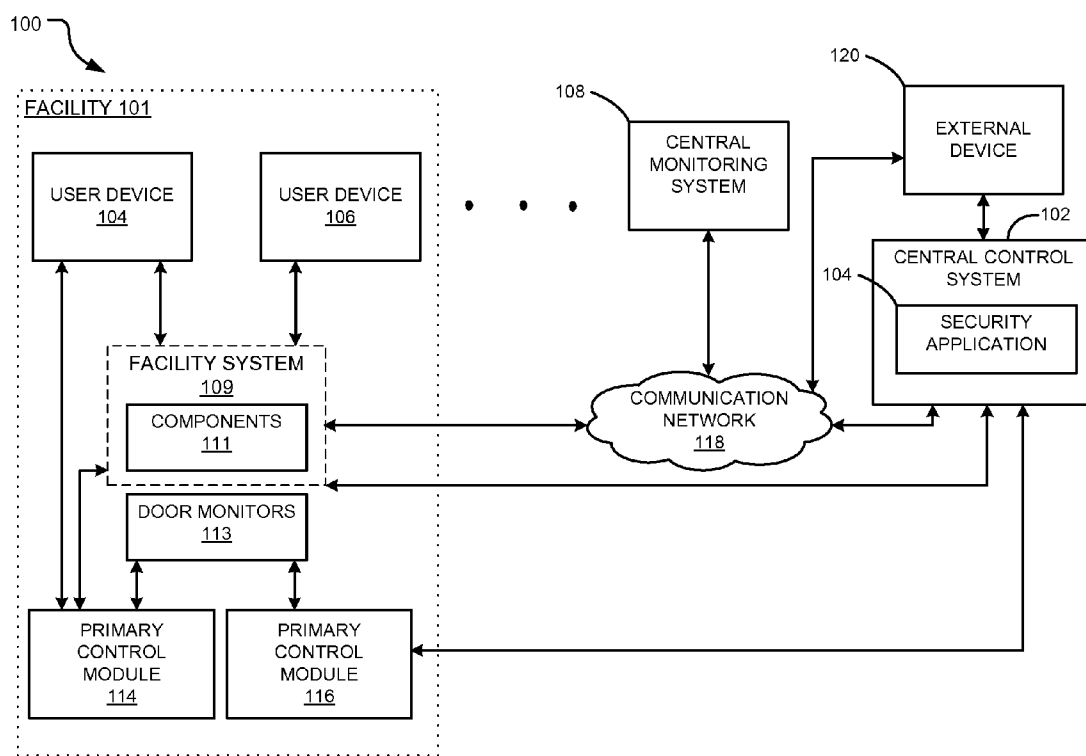 100
FACILITY 101
USER DEVICE
104
USER DEVICE
106
108
CENTRAL
MONITORING
SYSTEM
120
EXTERNAL
DEVICE
102
CENTRAL CONTROL
SYSTEM
104
SECURITY
APPLICATION
FACILITY SYSTEM
109
COMPONENTS
111
COMMUNICATION
NETWORK
118
DOOR MONITORS
113
PRIMARY
CONTROL
MODULE
114
PRIMARY
CONTROL
MODULE
116